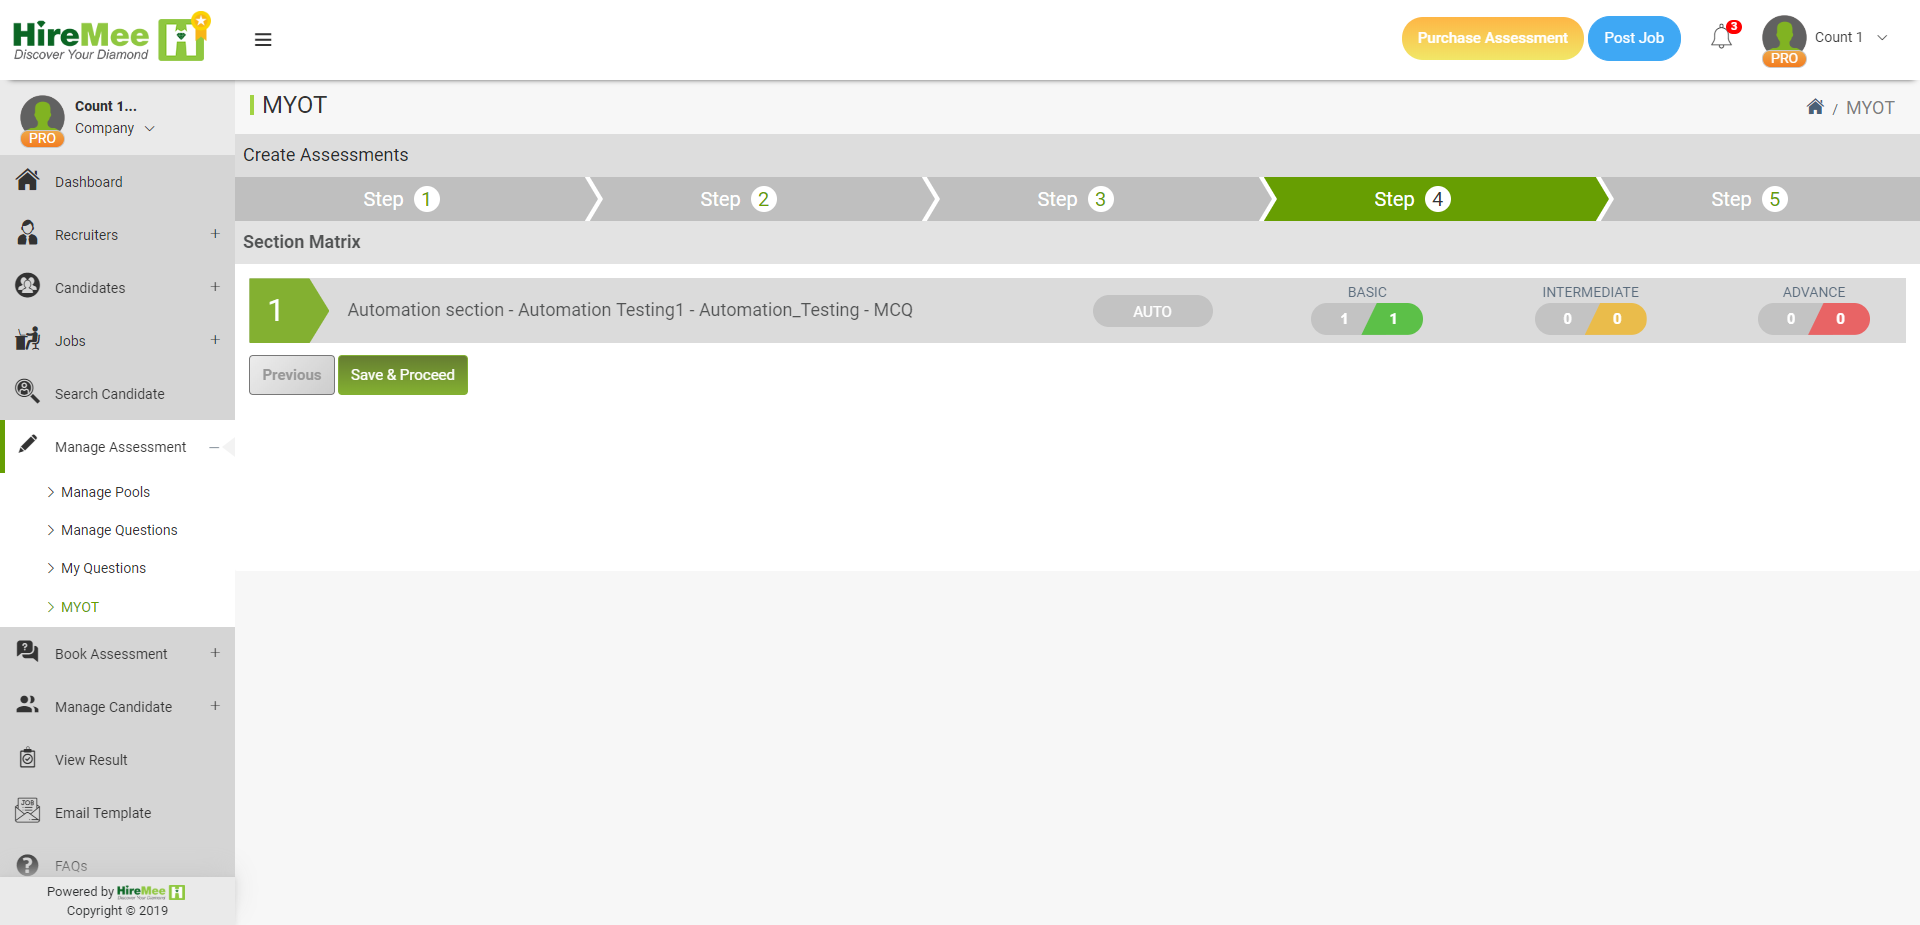 HireMee
Discover Your Diamond
Purchase Assessment
Post Job
3
PRO
Count 1
Count 1...
Company
PRO
MYOT
/ MYOT
Create Assessments
Step 1
Step 2
Step 3
Step 4
Step 5
Section Matrix
1
Automation section - Automation Testing1 - Automation_Testing - MCQ
AUTO
BASIC
1 1
INTERMEDIATE
0 0
ADVANCE
0 0
Previous
Save & Proceed
Dashboard
Recruiters +
Candidates +
Jobs +
Search Candidate
Manage Assessment –
> Manage Pools
> Manage Questions
> My Questions
> MYOT
Book Assessment +
Manage Candidate +
View Result
JOB
Email Template
FAQs
Powered by HireMee
Discover Your Diamond
Copyright © 2019